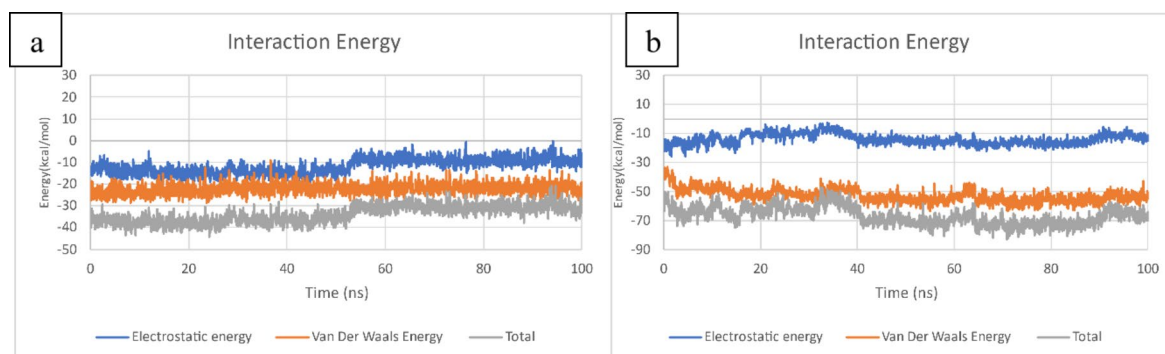 a
Interaction Energy
30
20
10
0
-10
-20
-30
-40
-50
Energy(kcal/mol)
0 20 40 60 80 100
Time (ns)
Electrostatic energy Van Der Waals Energy Total
b
Interaction Energy
30
10
-10
-30
-50
-70
-90
Energy(kcal/mol)
0 20 40 60 80 100
Time (ns)
Electrostatic energy Van Der Waals Energy Total